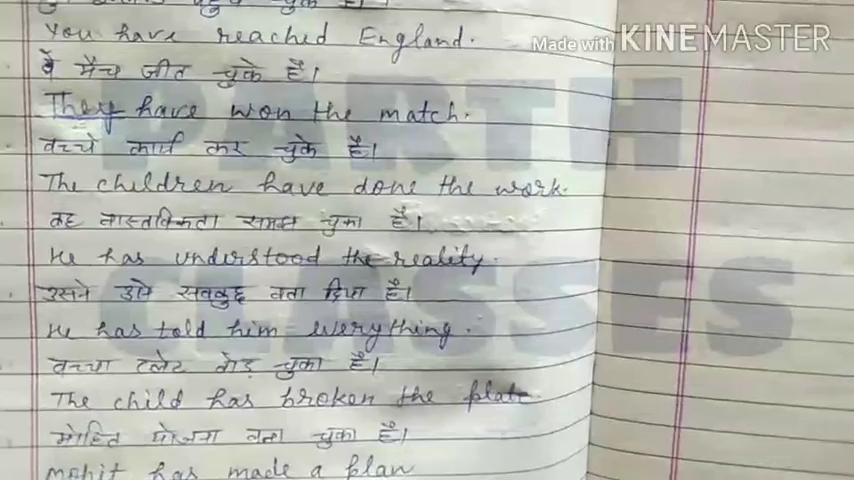 चुके है।
You have reached England.
Made with KINEMASTER
वे मैच जीत चुके है।
They have won the match.
बच्चे कार्य कर चुके है।
The children have done the work.
वह वास्तविकता समझ चुका है।
He has understood the reality.
उसने उसे सबकुछ बता दिया है।
He has told him everything.
बच्चा प्लेट तोड़ चुका है।
The child has broken the plate
मोहित योजना बना चुका है।
Mohit has made a plan
PARTH
CLASSES